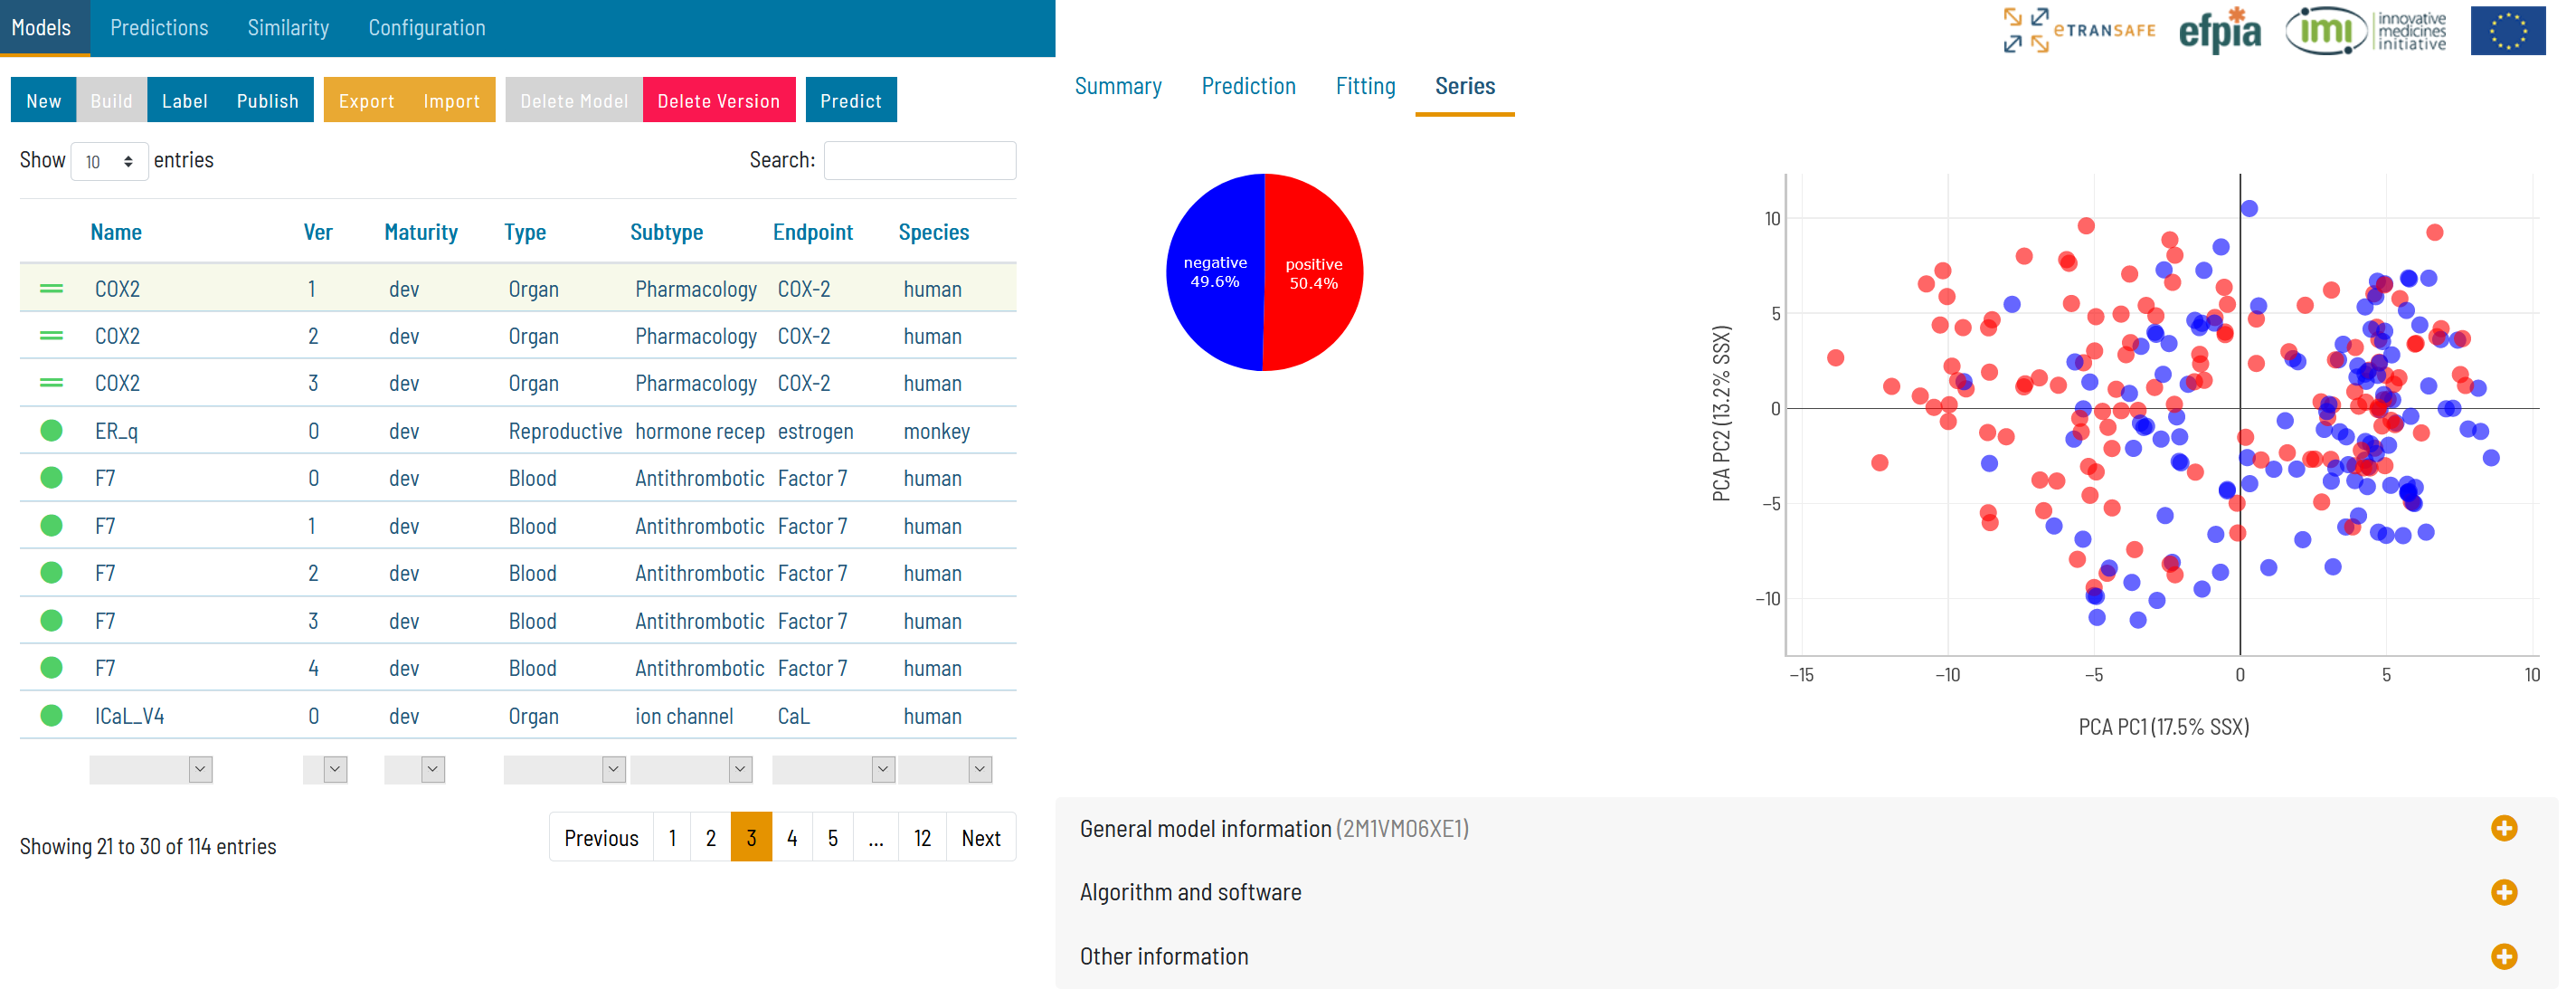 Models Predictions Similarity Configuration
eTRANSAFE efpia imi innovative medicines initiative
New Build Label Publish Export Import Delete Model Delete Version Predict
Show 10 entries Search:
Name Ver Maturity Type Subtype Endpoint Species
COX2 1 dev Organ Pharmacology COX-2 human
COX2 2 dev Organ Pharmacology COX-2 human
COX2 3 dev Organ Pharmacology COX-2 human
ER_q 0 dev Reproductive hormone recep estrogen monkey
F7 0 dev Blood Antithrombotic Factor 7 human
F7 1 dev Blood Antithrombotic Factor 7 human
F7 2 dev Blood Antithrombotic Factor 7 human
F7 3 dev Blood Antithrombotic Factor 7 human
F7 4 dev Blood Antithrombotic Factor 7 human
ICaL_V4 0 dev Organ ion channel CaL human
Showing 21 to 30 of 114 entries
Previous 1 2 3 4 5 ... 12 Next
Summary Prediction Fitting Series
negative
49.6%
positive
50.4%
PCA PC2 (13.2% SSX)
10
5
0
−5
−10
−15 −10 −5 0 5 10
PCA PC1 (17.5% SSX)
General model information (2M1VM06XE1)
Algorithm and software
Other information